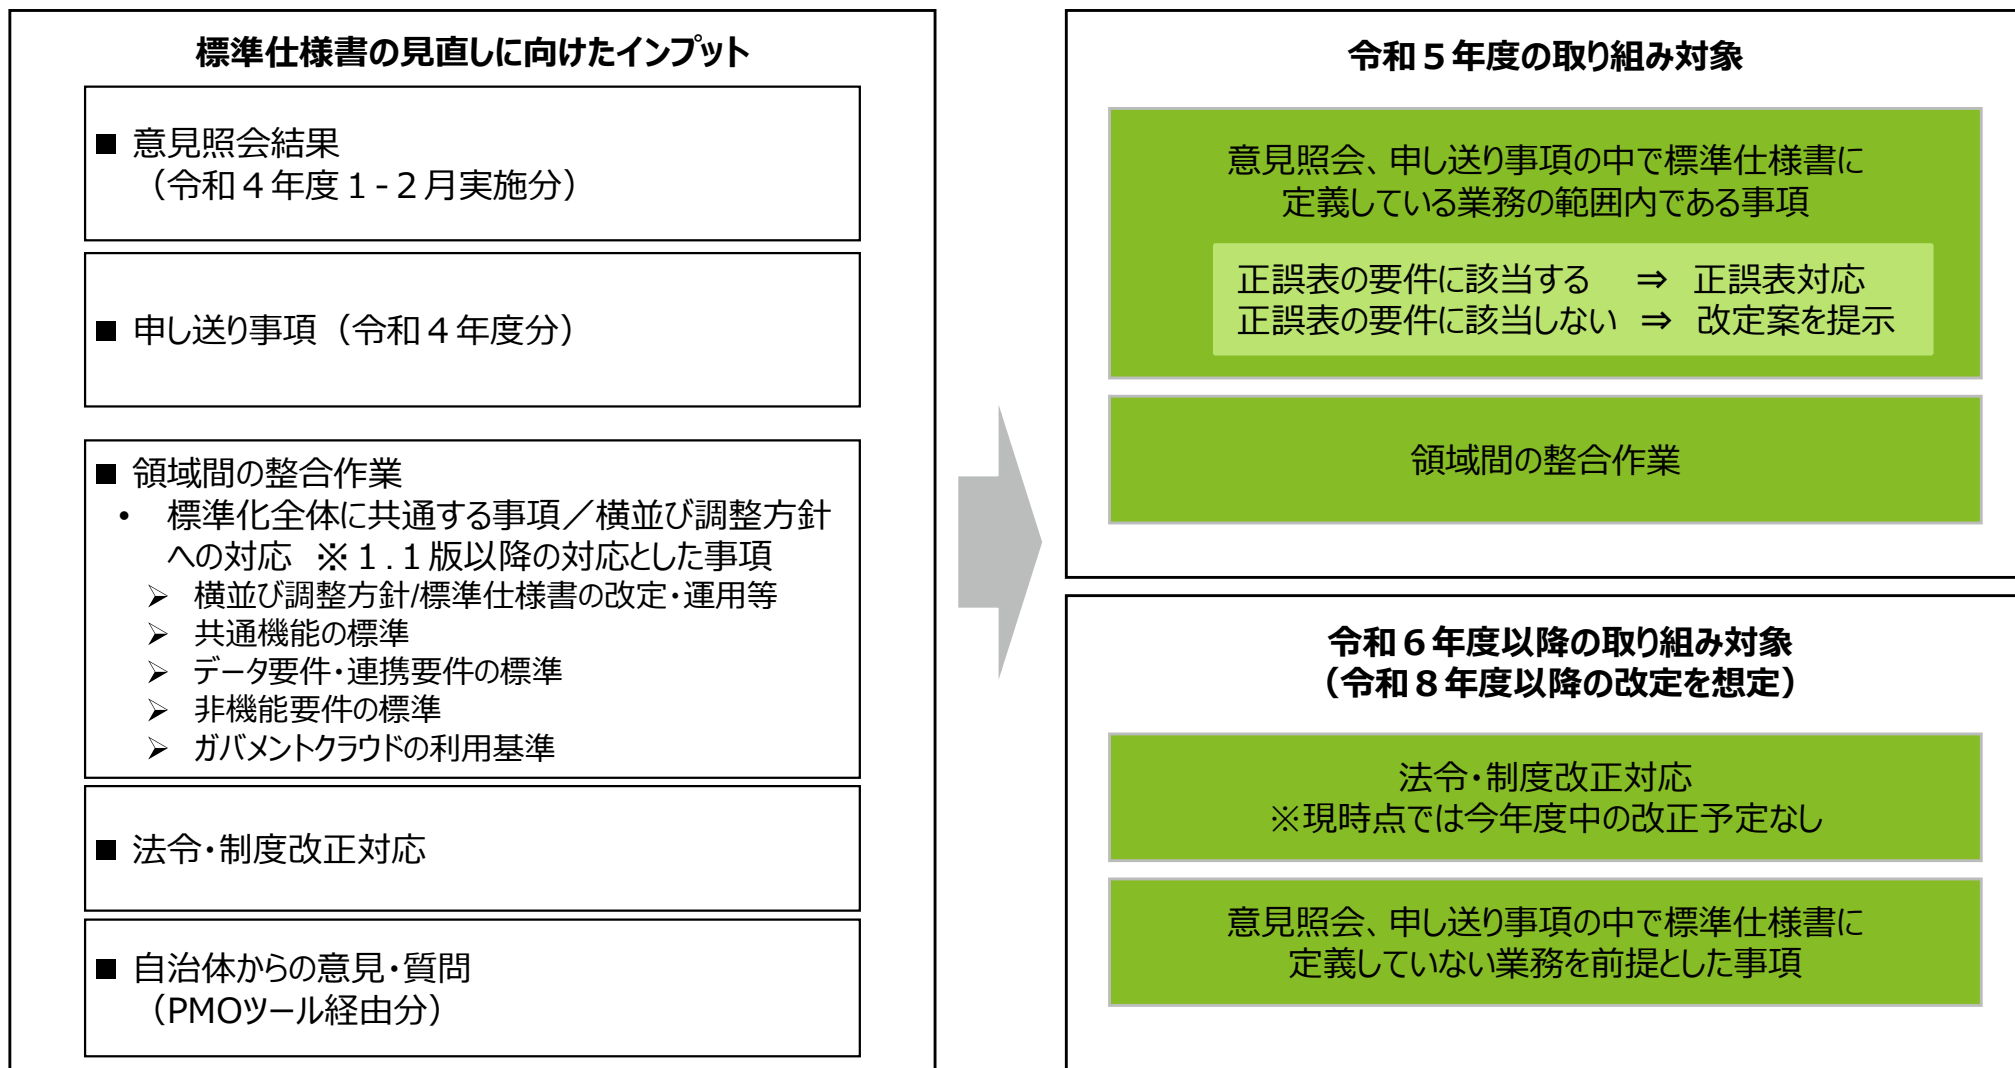 標準仕様書の見直しに向けたインプット
■ 意見照会結果
（令和４年度１-２月実施分）
■ 申し送り事項（令和４年度分）
■ 領域間の整合作業
• 標準化全体に共通する事項／横並び調整方針
への対応 ※１.１版以降の対応とした事項
➢ 横並び調整方針/標準仕様書の改定・運用等
➢ 共通機能の標準
➢ データ要件・連携要件の標準
➢ 非機能要件の標準
➢ ガバメントクラウドの利用基準
■ 法令・制度改正対応
■ 自治体からの意見・質問
（PMOツール経由分）
令和５年度の取り組み対象
意見照会、申し送り事項の中で標準仕様書に
定義している業務の範囲内である事項
正誤表の要件に該当する ⇒ 正誤表対応
正誤表の要件に該当しない ⇒ 改定案を提示
領域間の整合作業
令和６年度以降の取り組み対象
（令和８年度以降の改定を想定）
法令・制度改正対応
※現時点では今年度中の改正予定なし
意見照会、申し送り事項の中で標準仕様書に
定義していない業務を前提とした事項